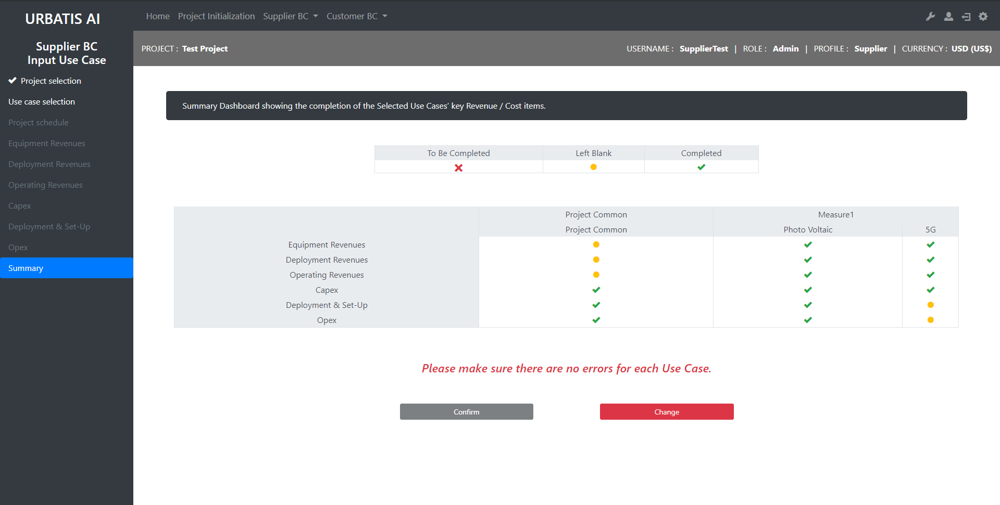 URBATIS AI
Home Project Initialization Supplier BC Customer BC
Supplier BC
Input Use Case
PROJECT : Test Project
USERNAME : SupplierTest | ROLE : Admin | PROFILE : Supplier | CURRENCY : USD (US$)
Project selection
Use case selection
Project schedule
Equipment Revenues
Deployment Revenues
Operating Revenues
Capex
Deployment & Set-Up
Opex
Summary
Summary Dashboard showing the completion of the Selected Use Cases' key Revenue / Cost items.
To Be Completed Left Blank Completed
Project Common Measure1
Project Common Photo Voltaic 5G
Equipment Revenues
Deployment Revenues
Operating Revenues
Capex
Deployment & Set-Up
Opex
Please make sure there are no errors for each Use Case.
Confirm Change